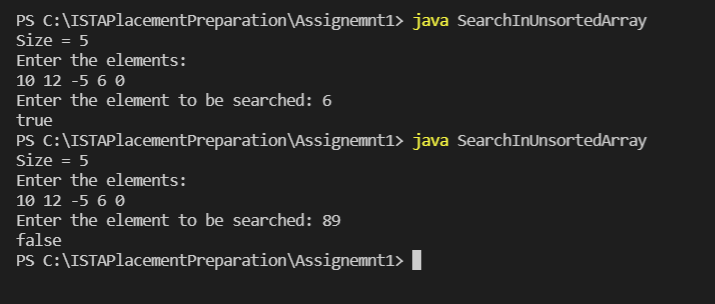 PS C:\ISTAPlacementPreparation\Assignemnt1> java SearchInUnsortedArray
Size = 5
Enter the elements:
10 12 -5 6 0
Enter the element to be searched: 6
true
PS C:\ISTAPlacementPreparation\Assignemnt1> java SearchInUnsortedArray
Size = 5
Enter the elements:
10 12 -5 6 0
Enter the element to be searched: 89
false
PS C:\ISTAPlacementPreparation\Assignemnt1>